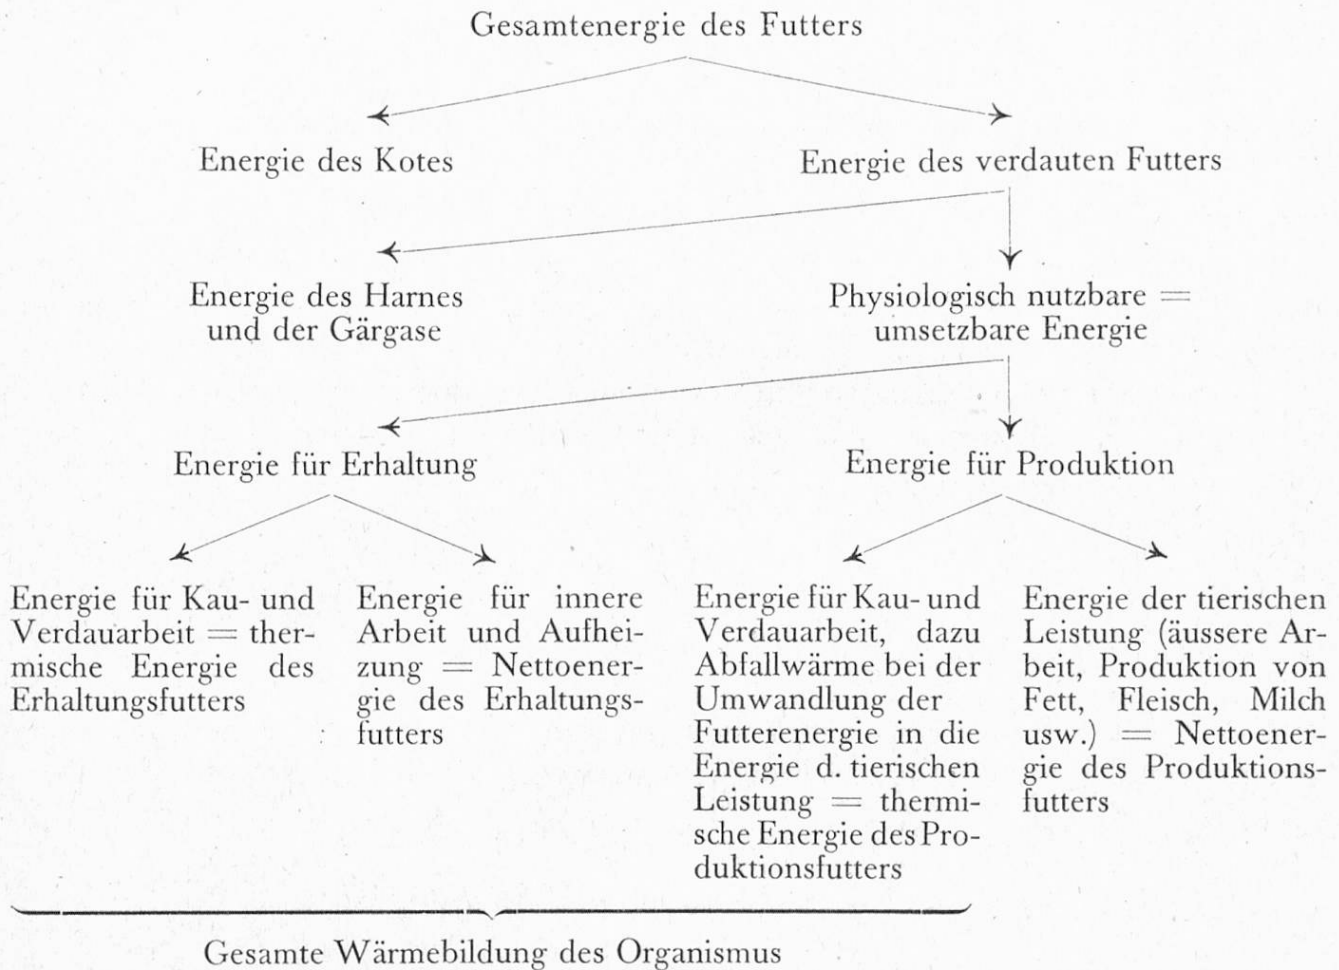 Gesamtenergie des Futters
Energie des Kotes
Energie des verdauten Futters
Energie des Harnes
und der Gärgase
Physiologisch nutzbare =
umsetzbare Energie
Energie für Erhaltung
Energie für Produktion
Energie für Kau- und
Verdauarbeit = ther-
mische Energie des
Erhaltungsfutters
Energie für innere
Arbeit und Aufhei-
zung = Nettoener-
gie des Erhaltungs-
futters
Energie für Kau- und
Verdauarbeit, dazu
Abfallwärme bei der
Umwandlung der
Futterenergie in die
Energie d. tierischen
Leistung = thermi-
sche Energie des Pro-
duktionsfutters
Energie der tierischen
Leistung (äussere Ar-
beit, Produktion von
Fett, Fleisch, Milch
usw.) = Nettoener-
gie des Produktions-
futters
Gesamte Wärmebildung des Organismus